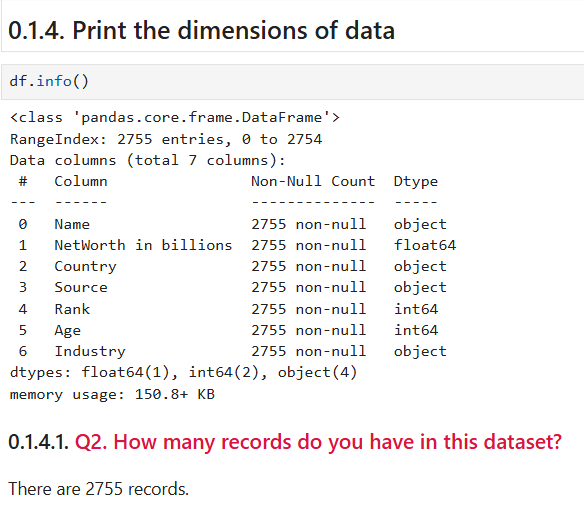 0.1.4. Print the dimensions of data
df.info()
<class 'pandas.core.frame.DataFrame'>
RangeIndex: 2755 entries, 0 to 2754
Data columns (total 7 columns):
 #   Column                 Non-Null Count  Dtype
---  ------                 --------------  -----
 0   Name                   2755 non-null   object
 1   NetWorth in billions   2755 non-null   float64
 2   Country                2755 non-null   object
 3   Source                 2755 non-null   object
 4   Rank                   2755 non-null   int64
 5   Age                    2755 non-null   int64
 6   Industry               2755 non-null   object
dtypes: float64(1), int64(2), object(4)
memory usage: 150.8+ KB
0.1.4.1. Q2. How many records do you have in this dataset?
There are 2755 records.